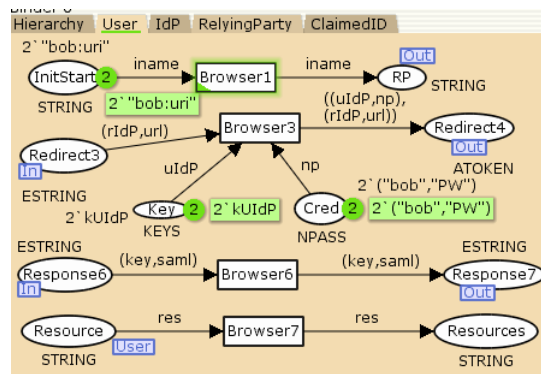 Hierarchy User IdP RelyingParty ClaimedID
2`"bob:uri"
InitStart 2 iname Browser1 iname RP Out
STRING 2`"bob:uri" STRING
((uIdP,np),
(rIdP,url))
Redirect3 In (rIdP,url) Browser3 Redirect4 Out
ESTRING uIdP np ATOKEN
2`kUIdP Key 2 2`kUIdP
KEYS
2`("bob","PW")
Cred 2 2`("bob","PW")
NPASS
ESTRING ESTRING
Response6 In (key,saml) Browser6 (key,saml) Response7 Out
Resource User res Browser7 res Resources
STRING STRING